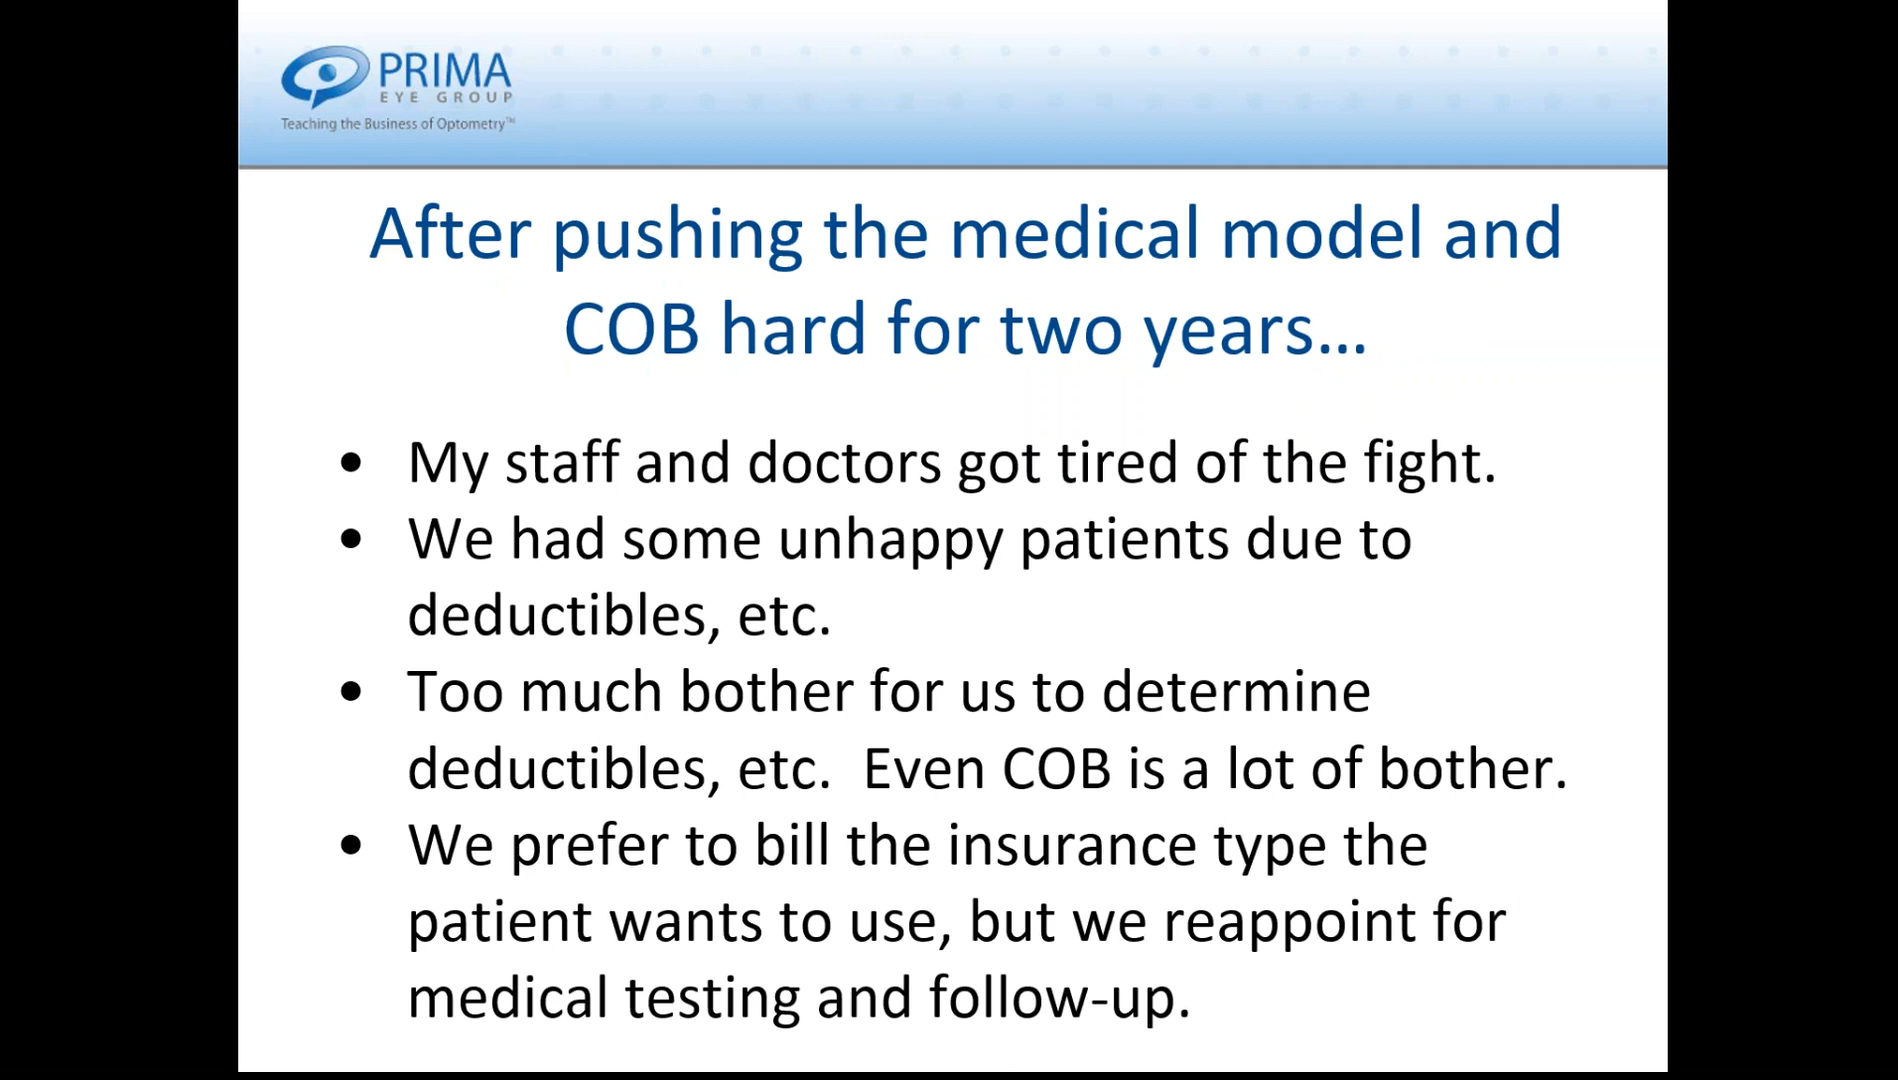 PRIMA
EYE GROUP
Teaching the Business of Optometry™
After pushing the medical model and
COB hard for two years…
• My staff and doctors got tired of the fight.
• We had some unhappy patients due to
deductibles, etc.
• Too much bother for us to determine
deductibles, etc.  Even COB is a lot of bother.
• We prefer to bill the insurance type the
patient wants to use, but we reappoint for
medical testing and follow-up.